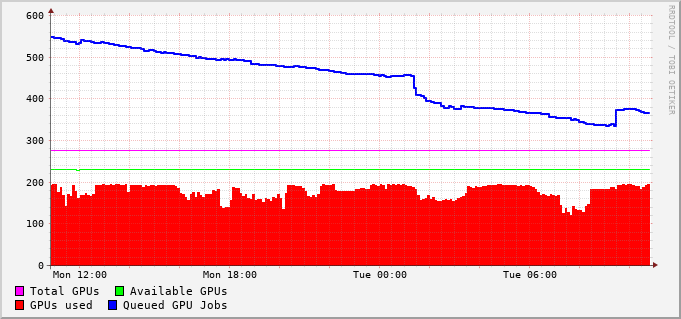 600
500
400
300
200
100
0
Mon 12:00 Mon 18:00 Tue 00:00 Tue 06:00
Total GPUs Available GPUs
GPUs used Queued GPU Jobs
RRDTOOL / TOBI OETIKER